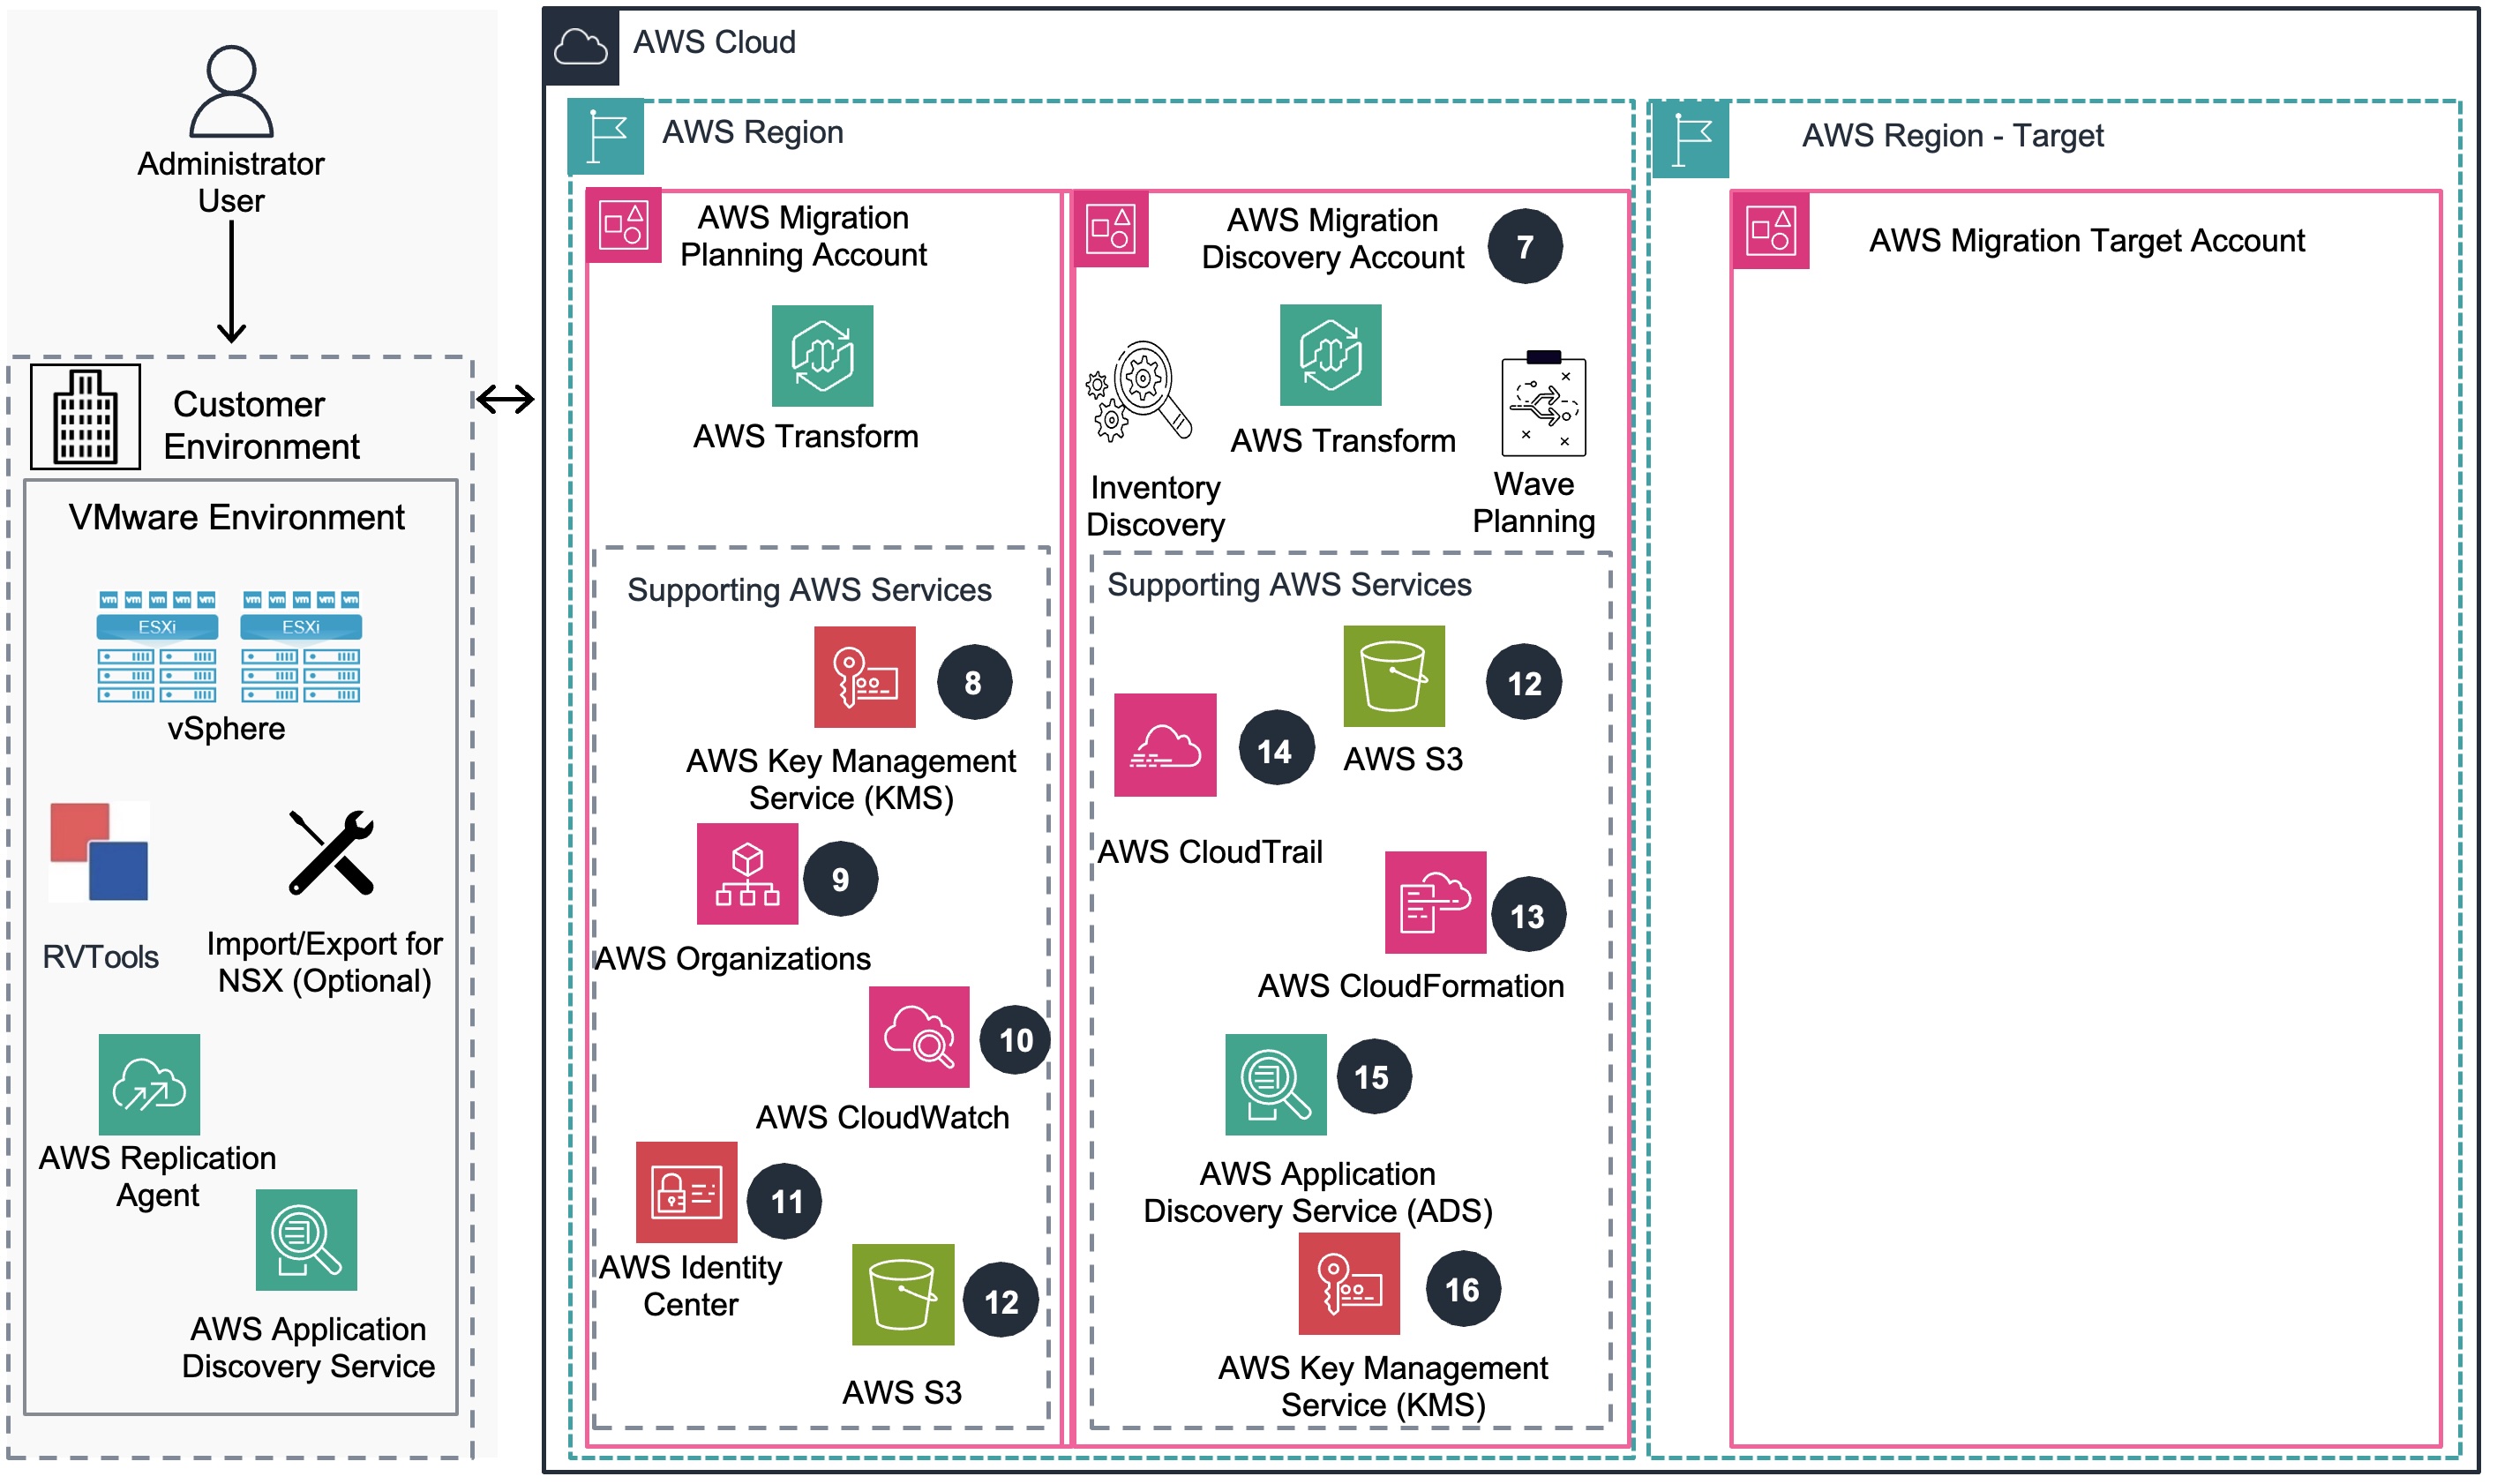 Administrator
User
Customer
Environment
VMware Environment
vm vm vm vm vm
vm vm vm vm vm
ESXi
ESXi
vSphere
RVTools
Import/Export for
NSX (Optional)
AWS Replication
Agent
AWS Application
Discovery Service
AWS Cloud
AWS Region
AWS Migration
Planning Account
AWS Transform
Supporting AWS Services
8
AWS Key Management
Service (KMS)
9
AWS Organizations
10
AWS CloudWatch
11
AWS Identity
Center
12
AWS S3
AWS Migration
Discovery Account
7
AWS Transform
Inventory
Discovery
Wave
Planning
Supporting AWS Services
12
AWS S3
14
AWS CloudTrail
13
AWS CloudFormation
15
AWS Application
Discovery Service (ADS)
16
AWS Key Management
Service (KMS)
AWS Region - Target
AWS Migration Target Account